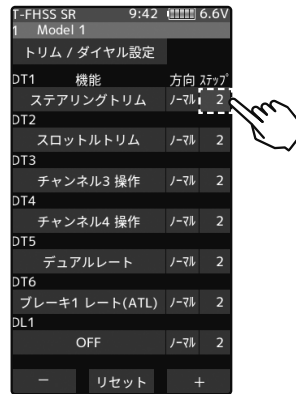 T-FHSS SR 9:42 6.6V
1 Model 1
トリム / ダイヤル設定
DT1 機能 方向 ステップ
ステアリングトリム ノーマル 2
DT2
スロットルトリム ノーマル 2
DT3
チャンネル3 操作 ノーマル 2
DT4
チャンネル4 操作 ノーマル 2
DT5
デュアルレート ノーマル 2
DT6
ブレーキ1 レート(ATL) ノーマル 2
DL1
OFF ノーマル 2
− リセット +